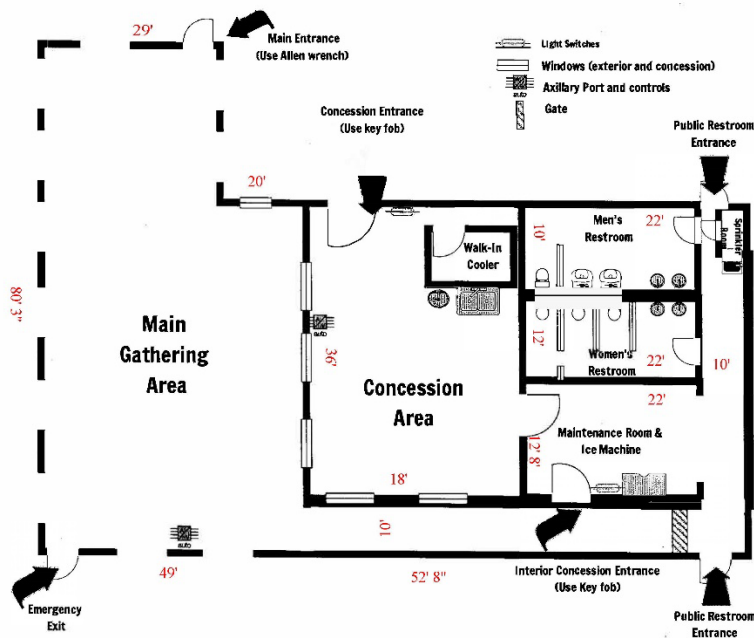 29'
Main Entrance
(Use Allen wrench)
Light Switches
Windows (exterior and concession)
Axillary Port and controls
auto
Gate
Concession Entrance
(Use key fob)
Public Restroom
Entrance
20'
10'
22'
Men's
Restroom
Sprinkler
Room
Walk-In
Cooler
80' 3"
Main
Gathering
Area
auto
36'
12'
Women's
Restroom
22'
10'
Concession
Area
22'
Maintenance Room &
Ice Machine
12' 8"
18'
10'
auto
49'
52' 8"
Interior Concession Entrance
(Use Key fob)
Emergency
Exit
Public Restroom
Entrance